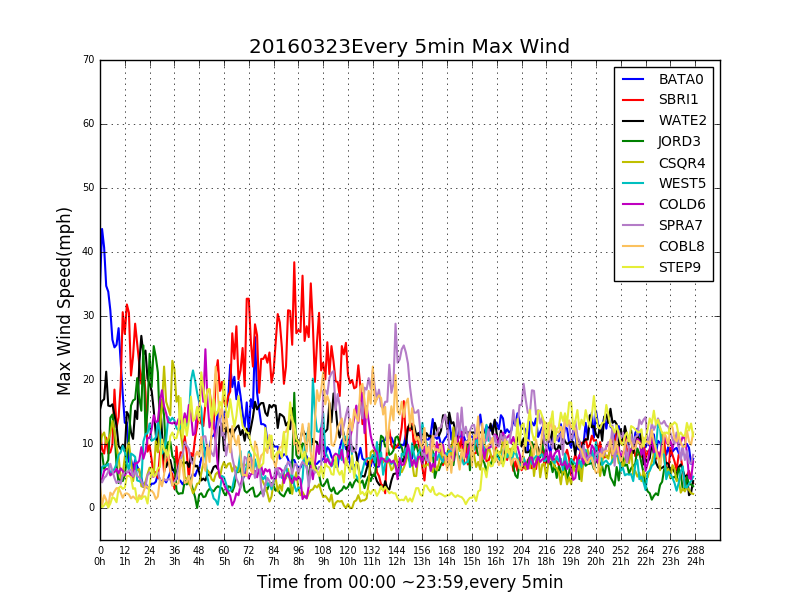 20160323Every 5min Max Wind
70
60
50
40
30
20
10
0
Max Wind Speed(mph)
BATA0
SBRI1
WATE2
JORD3
CSQR4
WEST5
COLD6
SPRA7
COBL8
STEP9
0 12 24 36 48 60 72 84 96 108 120 132 144 156 168 180 192 204 216 228 240 252 264 276 288
0h 1h 2h 3h 4h 5h 6h 7h 8h 9h 10h 11h 12h 13h 14h 15h 16h 17h 18h 19h 20h 21h 22h 23h 24h
Time from 00:00 ~23:59,every 5min